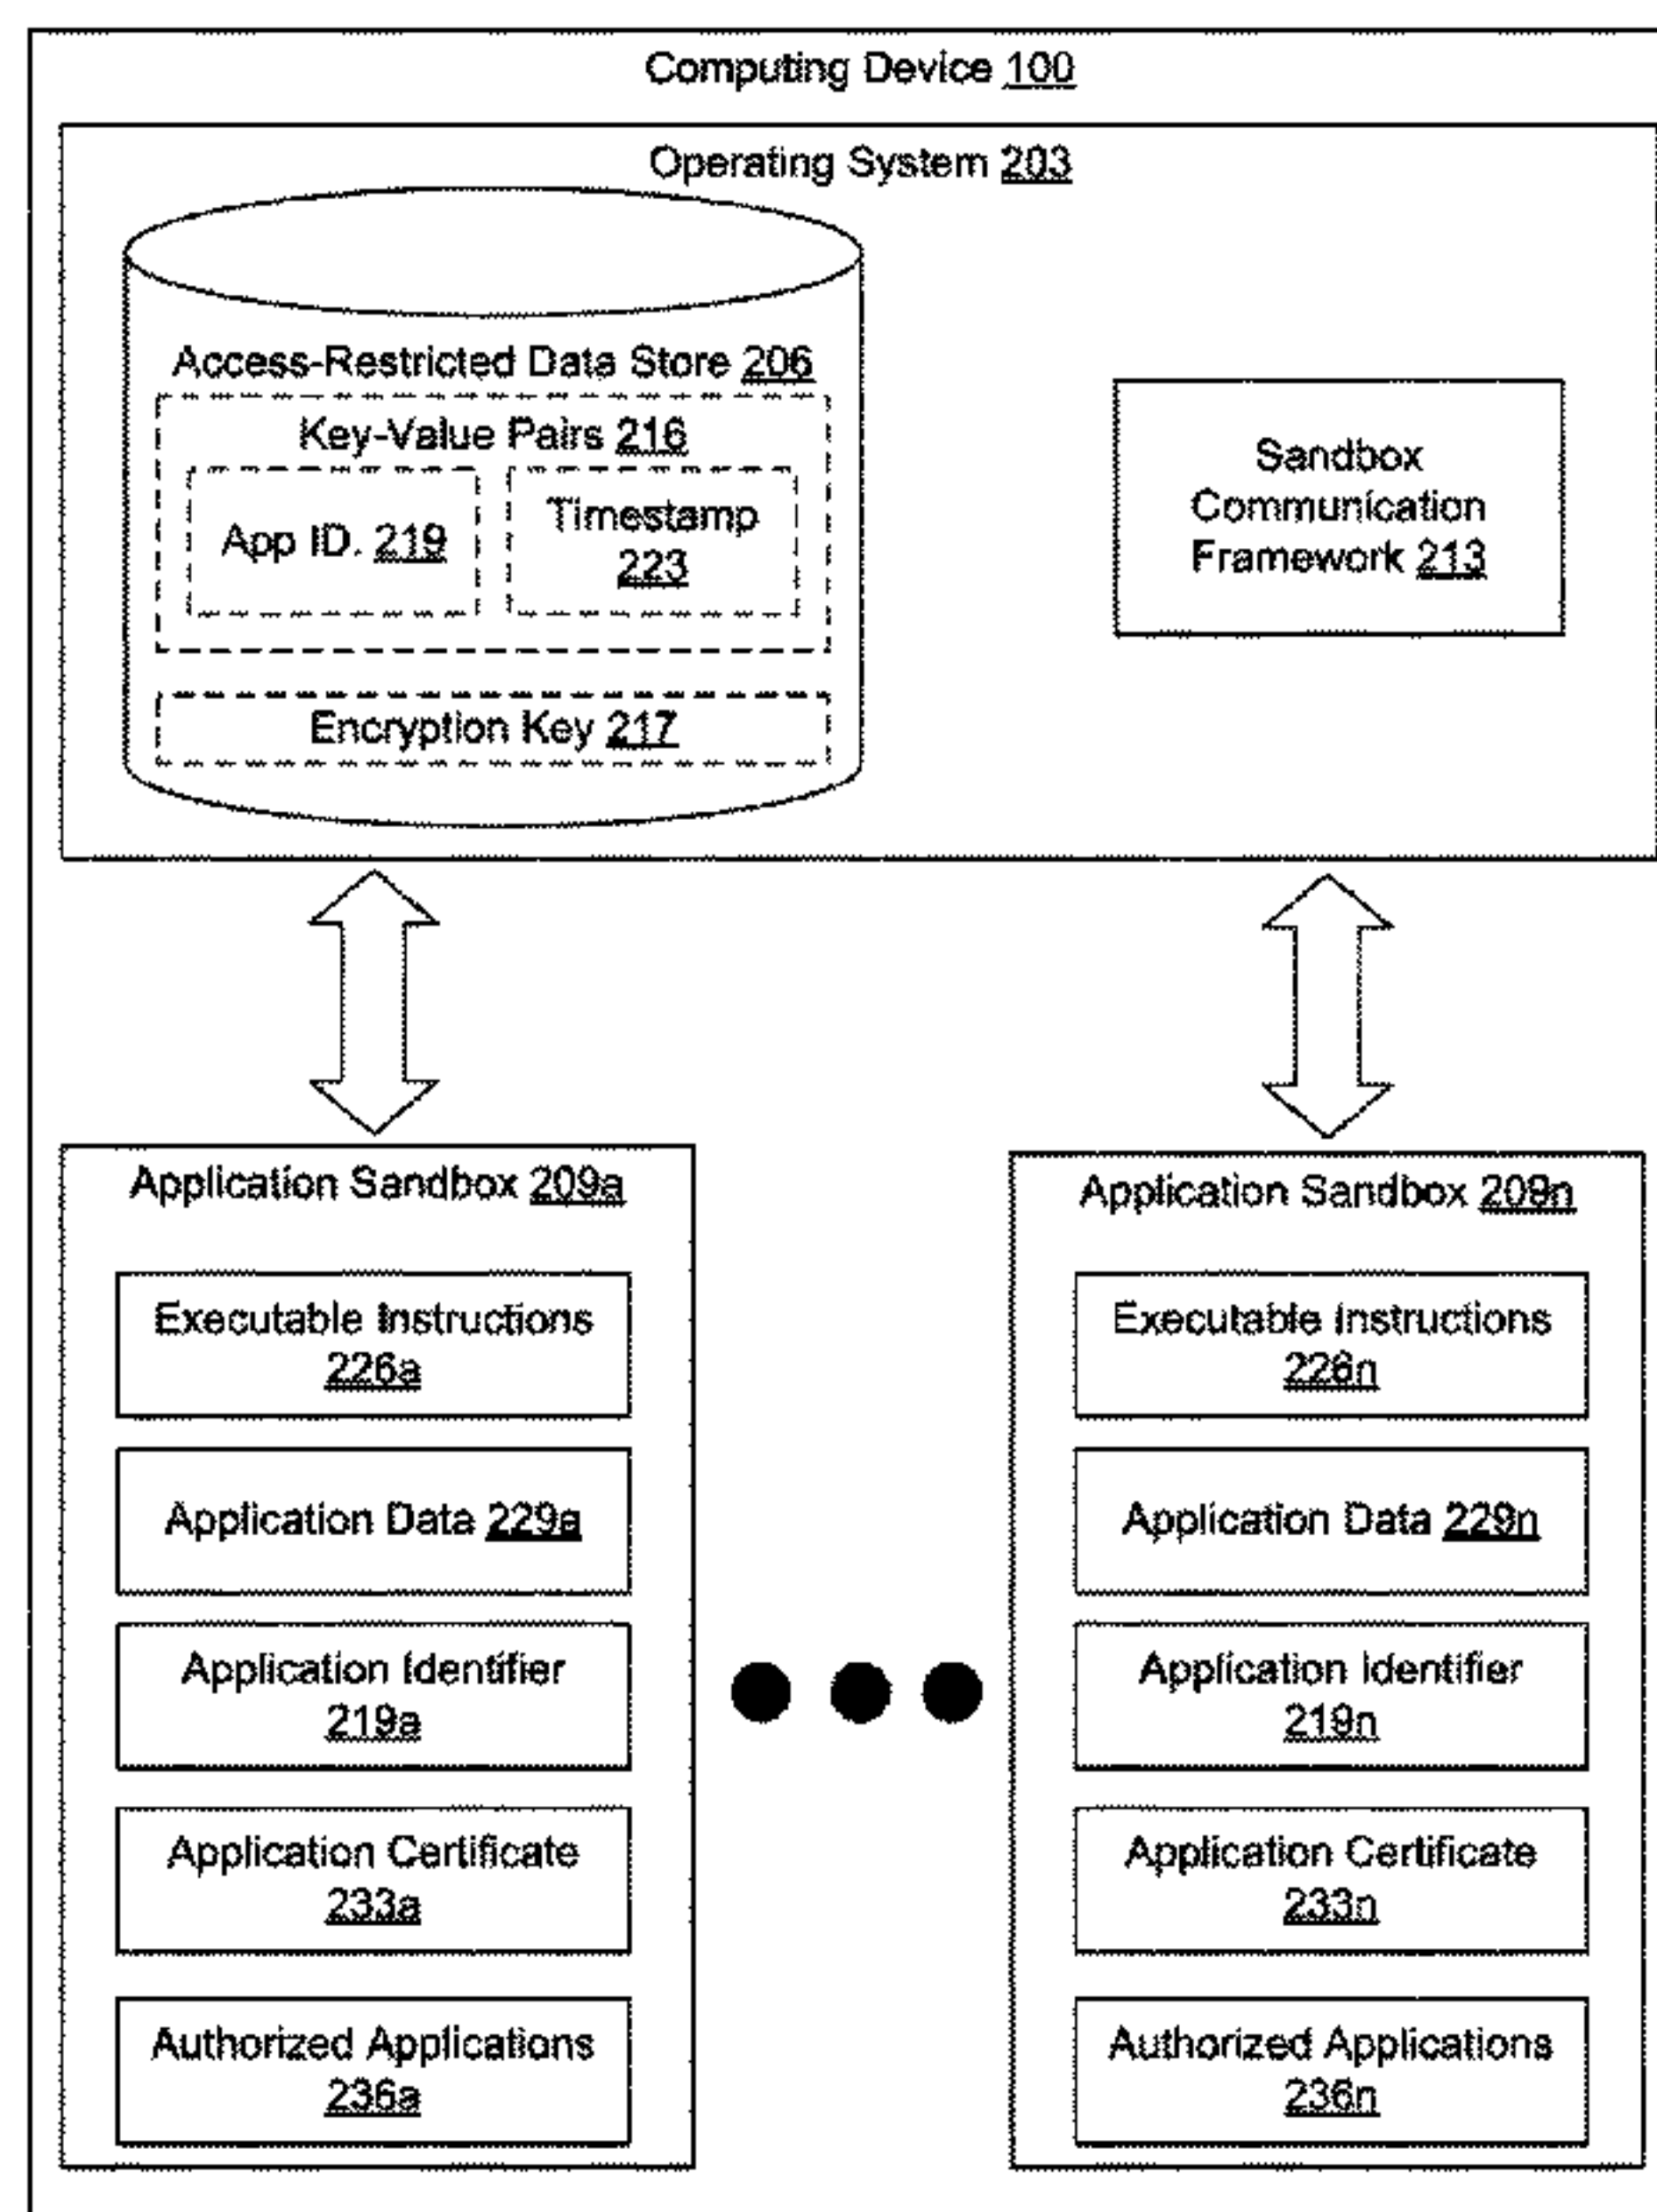 Computing Device 100
Operating System 203
Access-Restricted Data Store 206
Key-Value Pairs 216
App ID. 219
Timestamp
223
Encryption Key 217
Sandbox
Communication
Framework 213
Application Sandbox 209a
Executable Instructions
226a
Application Data 229a
Application Identifier
219a
Application Certificate
233a
Authorized Applications
236a
Application Sandbox 209n
Executable Instructions
226n
Application Data 229n
Application Identifier
219n
Application Certificate
233n
Authorized Applications
236n